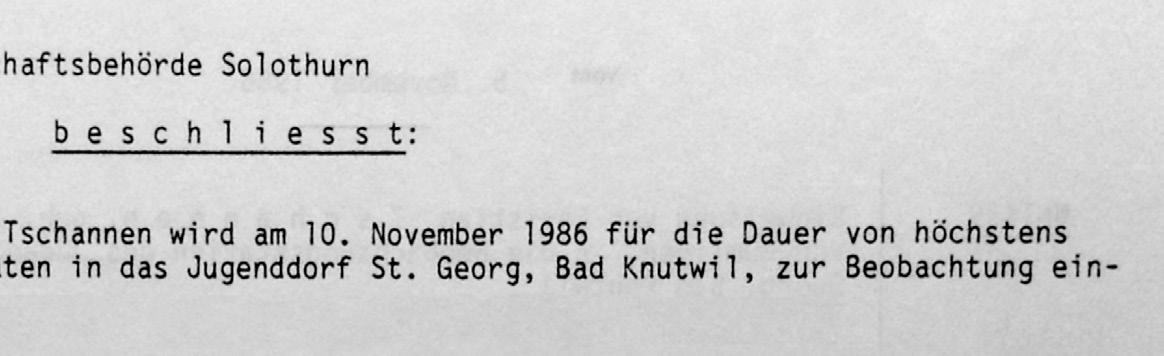 haftsbehörde Solothurn
b e s c h l i e s s t:
Tschannen wird am 10. November 1986 für die Dauer von höchstens
ten in das Jugenddorf St. Georg, Bad Knutwil, zur Beobachtung ein-